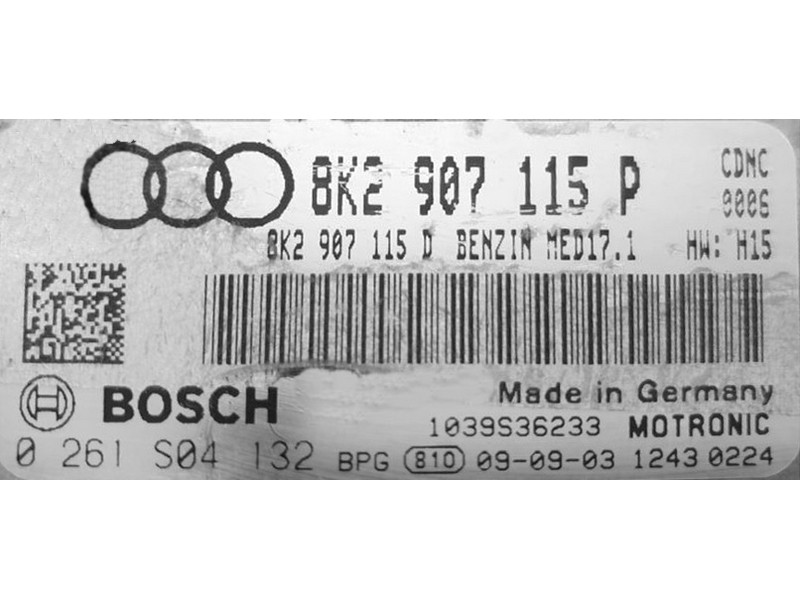 8K2 907 115 P
CDNC
0006
8K2 907 115 D BENZIN MED17.1 HW: H15
BOSCH
Made in Germany
1039S36233 MOTRONIC
0 261 S04 132 BPG 810 09-09-03 1243 0224